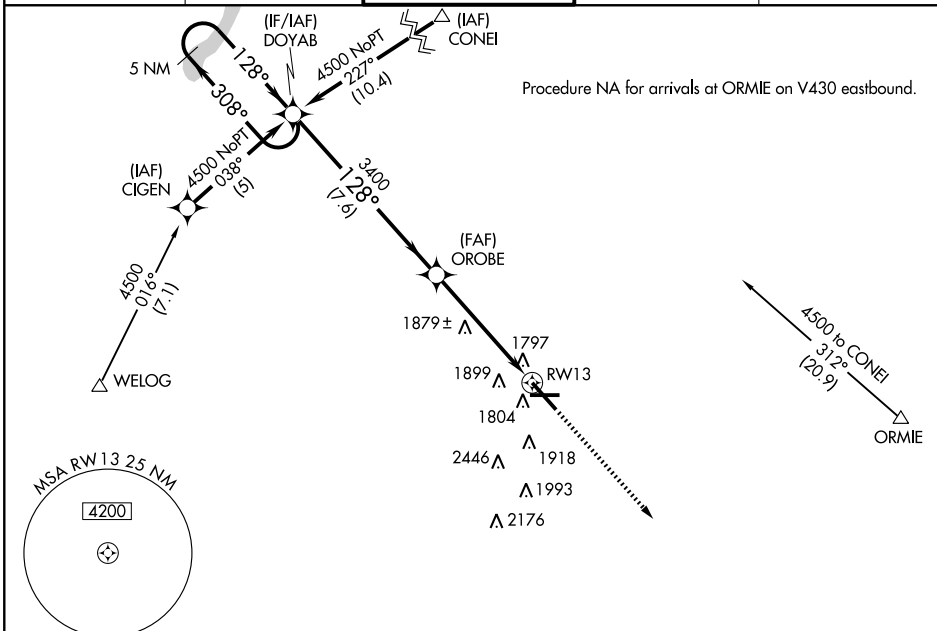 (IF/IAF)
DOYAB
(IAF)
CONEI
5 NM
128°
308°
4500 NoPT
227°
(10.4)
Procedure NA for arrivals at ORMIE on V430 eastbound.
(IAF)
CIGEN
4500 NoPT
038°
(5)
3400
128°
(7.6)
(FAF)
OROBE
4500
016°
(7.1)
WELOG
1879 ±
1797
1899
RW13
1804
1918
2446
1993
2176
4500 to CONEI
312°
(20.9)
ORMIE
MSA RW13 25 NM
4200